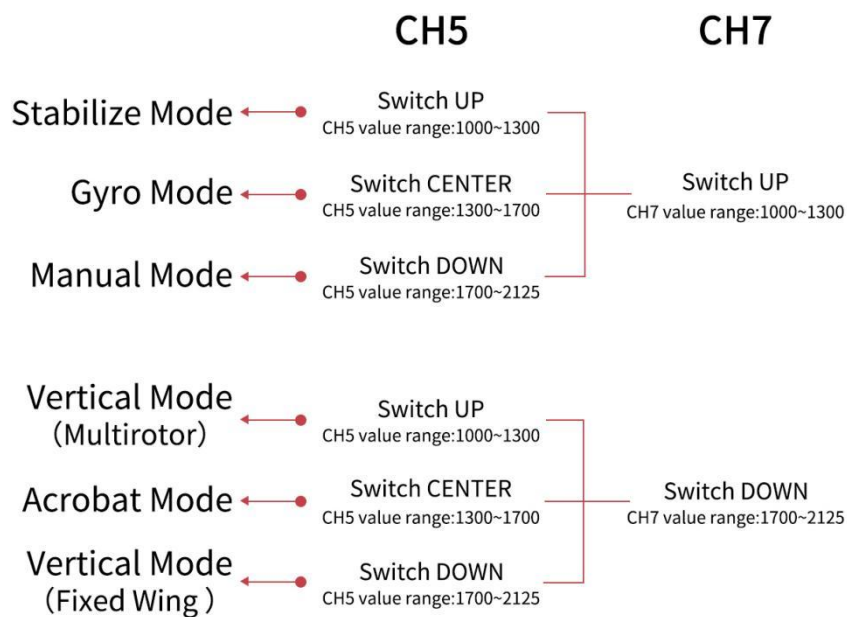 CH5 CH7
Stabilize Mode
Switch UP
CH5 value range:1000~1300
Gyro Mode
Switch CENTER
CH5 value range:1300~1700
Switch UP
CH7 value range:1000~1300
Manual Mode
Switch DOWN
CH5 value range:1700~2125
Vertical Mode
（Multirotor）
Switch UP
CH5 value range:1000~1300
Acrobat Mode
Switch CENTER
CH5 value range:1300~1700
Switch DOWN
CH7 value range:1700~2125
Vertical Mode
（Fixed Wing ）
Switch DOWN
CH5 value range:1700~2125